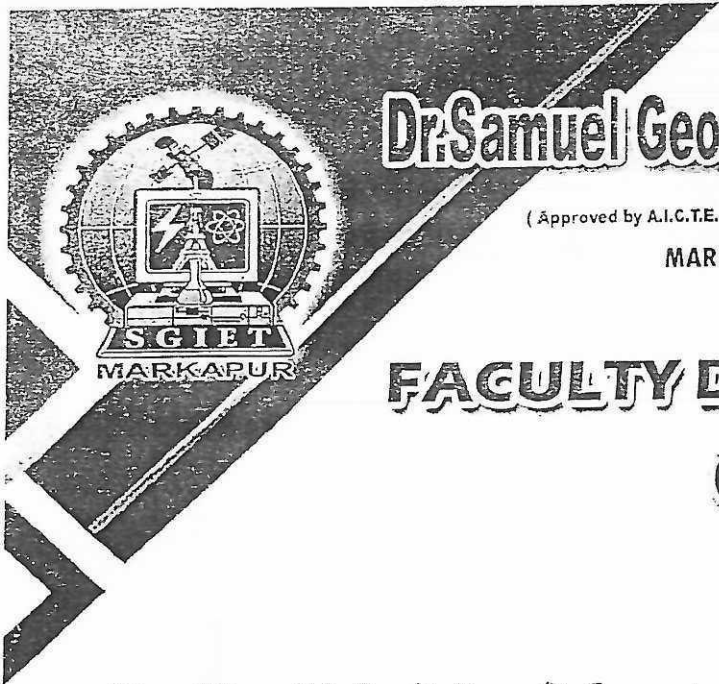 Dr.Samuel Geo
( Approved by A.I.C.T.E.
MAR
SGIET
MARKAPUR
FACULTY D